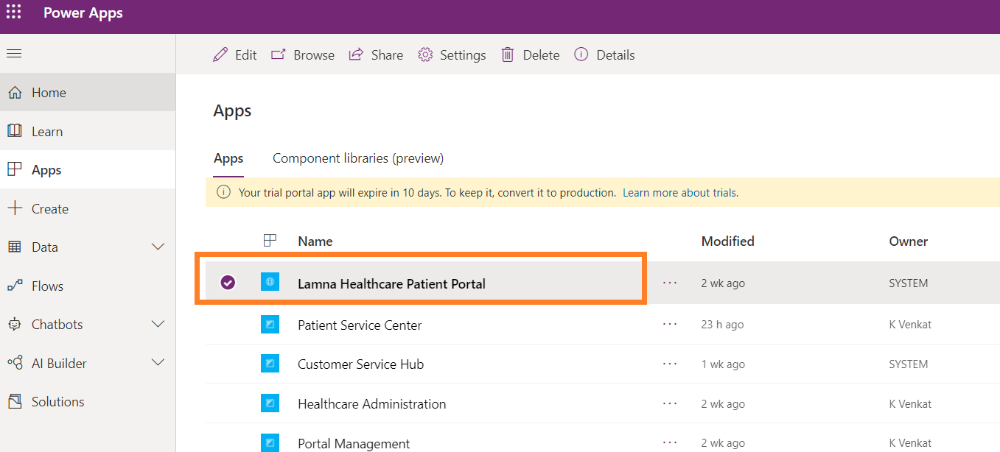 Power Apps
Edit Browse Share Settings Delete Details
Home
Learn
Apps
Create
Data
Flows
Chatbots
AI Builder
Solutions
Apps
Apps Component libraries (preview)
Your trial portal app will expire in 10 days. To keep it, convert it to production. Learn more about trials.
Name Modified Owner
Lamna Healthcare Patient Portal ... 2 wk ago SYSTEM
Patient Service Center ... 23 h ago K Venkat
Customer Service Hub ... 1 wk ago SYSTEM
Healthcare Administration ... 2 wk ago K Venkat
Portal Management ... 2 wk ago K Venkat